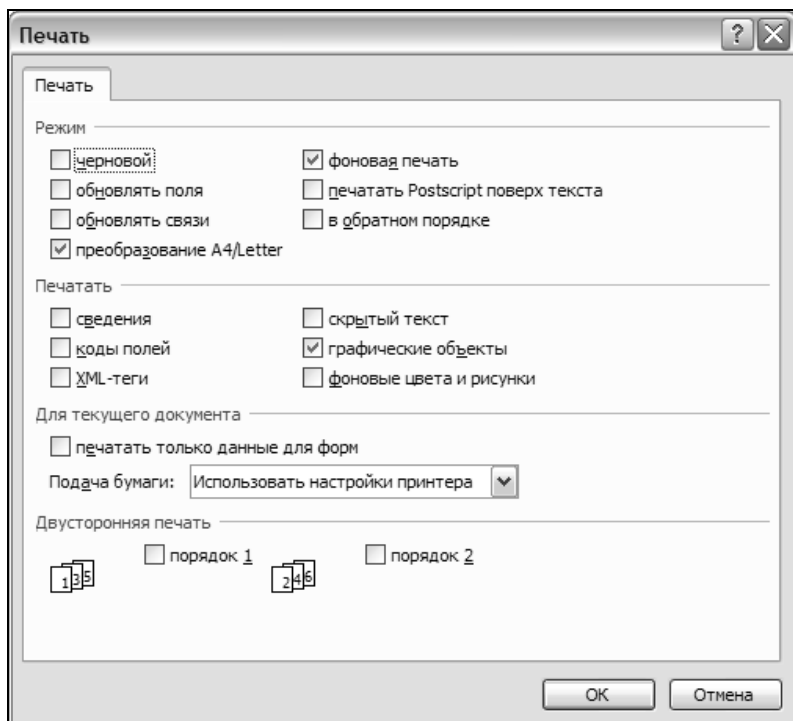 Печать
Печать
Режим
черновой
фоновая печать
обновлять поля
печатать Postscript поверх текста
обновлять связи
в обратном порядке
преобразование A4/Letter
Печатать
сведения
скрытый текст
коды полей
графические объекты
XML-теги
фоновые цвета и рисунки
Для текущего документа
печатать только данные для форм
Подача бумаги: Использовать настройки принтера
Двусторонняя печать
1 3 5 порядок 1
2 4 6 порядок 2
ОК Отмена